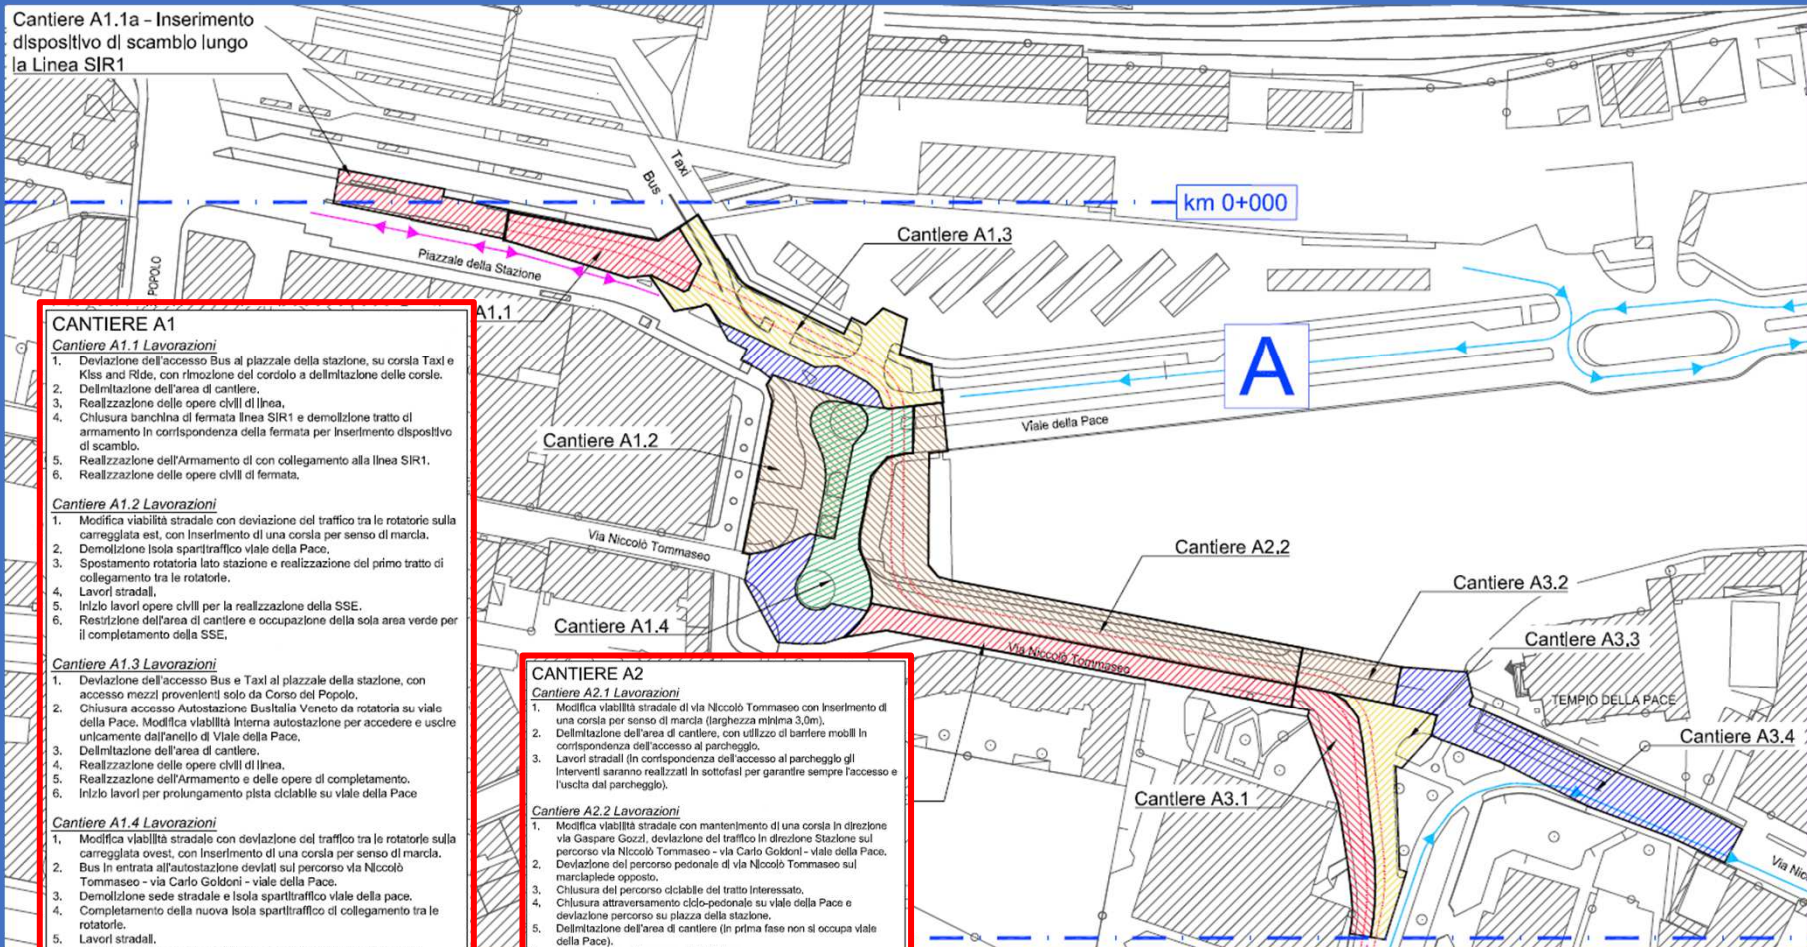 Cantiere A1.1a - Inserimento
dispositivo di scambio lungo
la Linea SIR1
Taxi
Bus
km 0+000
Cantiere A1.3
Piazzale della Stazione
POPOLO
A1.1
A
Viale della Pace
Cantiere A1.2
Via Niccolò Tommaseo
Cantiere A2.2
Cantiere A3.2
Cantiere A1.4
Cantiere A3.3
Via Niccolò Tommaseo
TEMPIO DELLA PACE
Cantiere A3.4
Cantiere A3.1
Via Nic
CANTIERE A1
Cantiere A1.1 Lavorazioni
1. Deviazione dell'accesso Bus al piazzale della stazione, su corsia Taxi e
Kiss and Ride, con rimozione del cordolo a delimitazione delle corsie.
2. Delimitazione dell'area di cantiere.
3. Realizzazione delle opere civili di linea.
4. Chiusura banchina di fermata linea SIR1 e demolizione tratto di
armamento in corrispondenza della fermata per inserimento dispositivo
di scambio.
5. Realizzazione dell'Armamento di con collegamento alla linea SIR1.
6. Realizzazione delle opere civili di fermata.
Cantiere A1.2 Lavorazioni
1. Modifica viabilità stradale con deviazione del traffico tra le rotatorie sulla
carreggiata est, con inserimento di una corsia per senso di marcia.
2. Demolizione isola spartitraffico viale della Pace.
3. Spostamento rotatoria lato stazione e realizzazione del primo tratto di
collegamento tra le rotatorie.
4. Lavori stradali.
5. Inizio lavori opere civili per la realizzazione della SSE.
6. Restrizione dell'area di cantiere e occupazione della sola area verde per
il completamento della SSE.
Cantiere A1.3 Lavorazioni
1. Deviazione dell'accesso Bus e Taxi al piazzale della stazione, con
accesso mezzi provenienti solo da Corso del Popolo.
2. Chiusura accesso Autostazione Busitalia Veneto da rotatoria su viale
della Pace. Modifica viabilità interna autostazione per accedere e uscire
unicamente dall'anello di Viale della Pace.
3. Delimitazione dell'area di cantiere.
4. Realizzazione delle opere civili di linea.
5. Realizzazione dell'Armamento e delle opere di completamento.
6. Inizio lavori per prolungamento pista ciclabile su viale della Pace
Cantiere A1.4 Lavorazioni
1. Modifica viabilità stradale con deviazione del traffico tra le rotatorie sulla
carreggiata ovest, con inserimento di una corsia per senso di marcia.
2. Bus in entrata all'autostazione deviati sul percorso via Niccolò
Tommaseo - via Carlo Goldoni - viale della Pace.
3. Demolizione sede stradale e isola spartitraffico viale della pace.
4. Completamento della nuova isola spartitraffico di collegamento tra le
rotatorie.
5. Lavori stradali.
CANTIERE A2
Cantiere A2.1 Lavorazioni
1. Modifica viabilità stradale di via Niccolò Tommaseo con inserimento di
una corsia per senso di marcia (larghezza minima 3,0m).
2. Delimitazione dell'area di cantiere, con utilizzo di barriere mobili in
corrispondenza dell'accesso al parcheggio.
3. Lavori stradali (in corrispondenza dell'accesso al parcheggio gli
interventi saranno realizzati in sottofasi per garantire sempre l'accesso e
l'uscita dal parcheggio).
Cantiere A2.2 Lavorazioni
1. Modifica viabilità stradale con mantenimento di una corsia in direzione
via Gaspare Gozzi, deviazione del traffico in direzione Stazione sul
percorso via Niccolò Tommaseo - via Carlo Goldoni - viale della Pace.
2. Deviazione del percorso pedonale di via Niccolò Tommaseo sul
marciapiede opposto.
3. Chiusura del percorso ciclabile del tratto interessato.
4. Chiusura attraversamento ciclo-pedonale su viale della Pace e
deviazione percorso su piazza della stazione.
5. Delimitazione dell'area di cantiere (in prima fase non si occupa viale
della Pace).